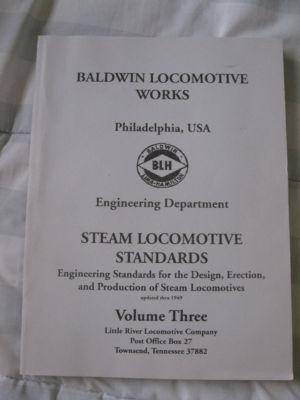 BALDWIN LOCOMOTIVE
WORKS
Philadelphia, USA
BALDWIN
BLH
LIMA-HAMILTON
Engineering Department
STEAM LOCOMOTIVE
STANDARDS
Engineering Standards for the Design, Erection,
and Production of Steam Locomotives
updated thru 1949
Volume Three
Little River Locomotive Company
Post Office Box 27
Townsend, Tennessee 37882